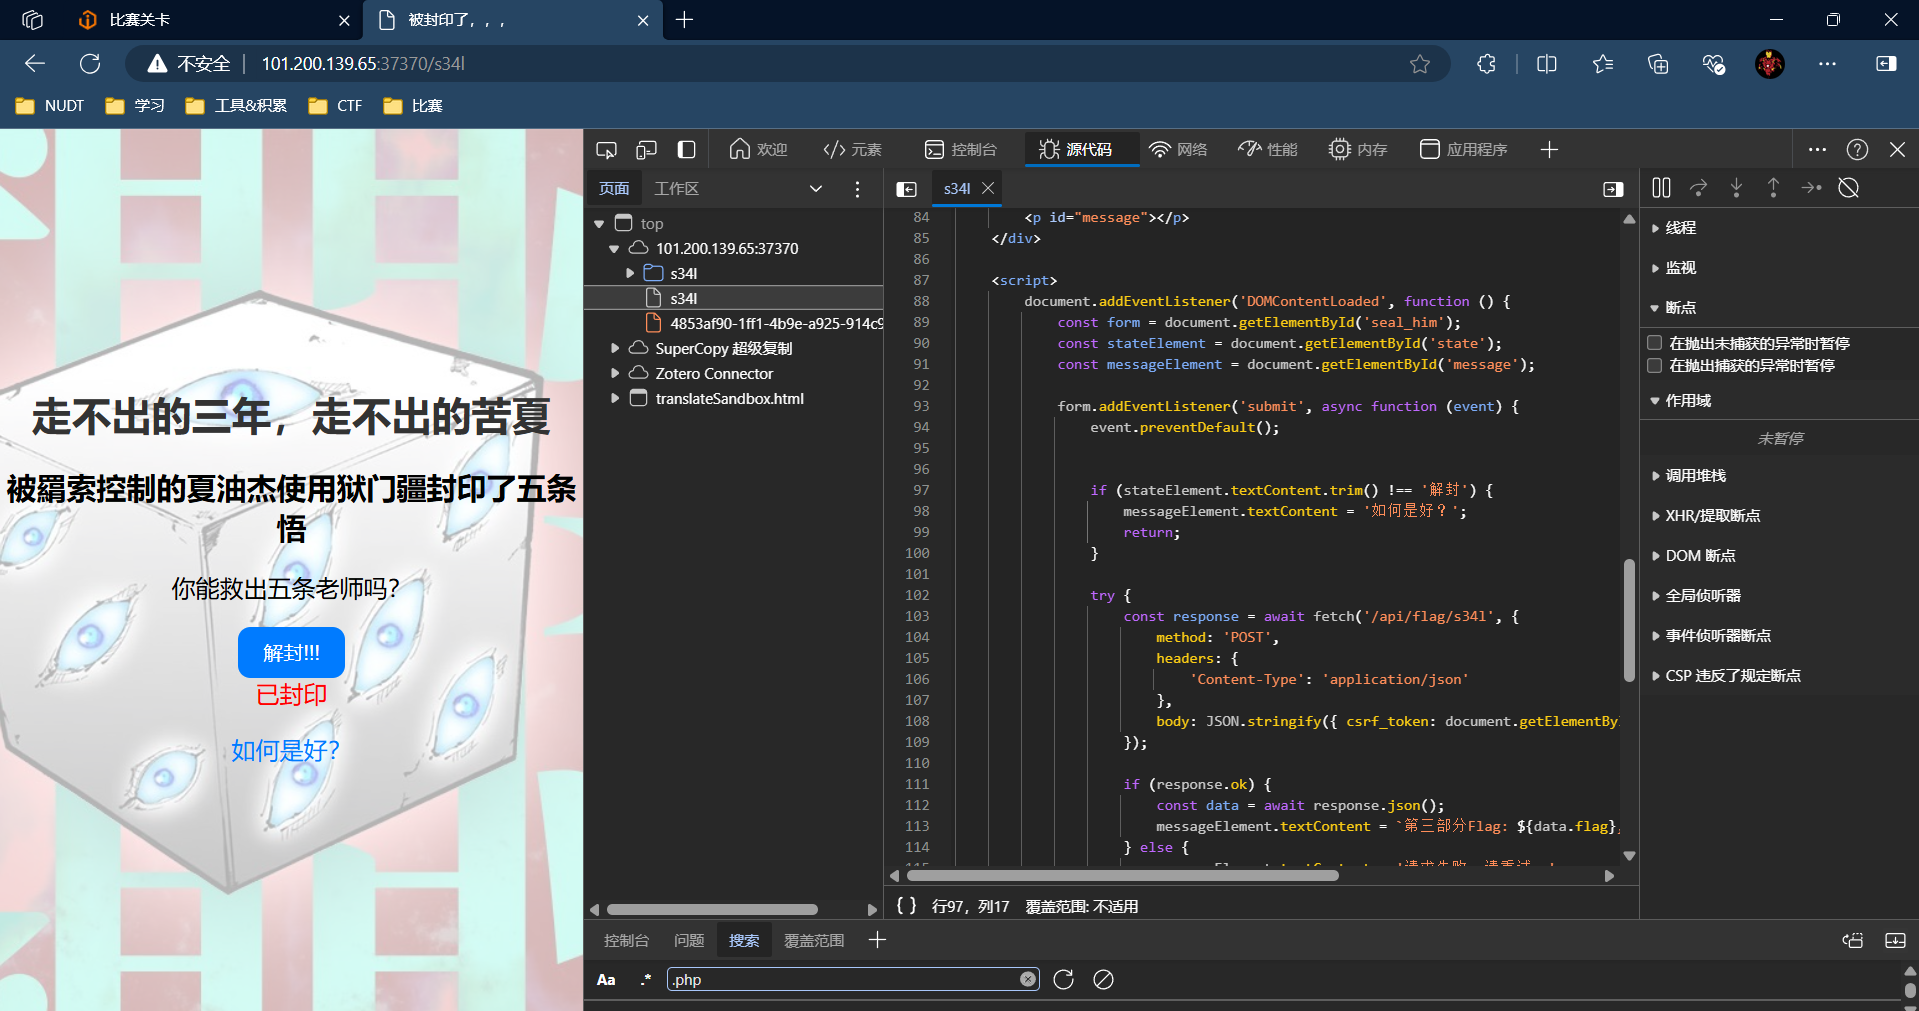 比赛关卡
被封印了，，，
不安全
101.200.139.65:37370/s34l
NUDT
学习
工具&积累
CTF
比赛
走不出的三年，走不出的苦夏
被羂索控制的夏油杰使用狱门疆封印了五条
悟
你能救出五条老师吗？
解封!!!
已封印
如何是好？
欢迎
元素
控制台
源代码
网络
性能
内存
应用程序
页面
工作区
top
101.200.139.65:37370
s34l
s34l
4853af90-1ff1-4b9e-a925-914c9
SuperCopy 超级复制
Zotero Connector
translateSandbox.html
s34l
84 <p id="message"></p>
85 </div>
86
87 <script>
88 document.addEventListener('DOMContentLoaded', function () {
89 const form = document.getElementById('seal_him');
90 const stateElement = document.getElementById('state');
91 const messageElement = document.getElementById('message');
92
93 form.addEventListener('submit', async function (event) {
94 event.preventDefault();
95
96
97 if (stateElement.textContent.trim() !== '解封') {
98 messageElement.textContent = '如何是好？';
99 return;
100 }
101
102 try {
103 const response = await fetch('/api/flag/s34l', {
104 method: 'POST',
105 headers: {
106 'Content-Type': 'application/json'
107 },
108 body: JSON.stringify({ csrf_token: document.getElementBy
109 });
110
111 if (response.ok) {
112 const data = await response.json();
113 messageElement.textContent = `第三部分Flag: ${data.flag}
114 } else {
行97，列17
覆盖范围: 不适用
线程
监视
断点
在抛出未捕获的异常时暂停
在抛出捕获的异常时暂停
作用域
未暂停
调用堆栈
XHR/提取断点
DOM 断点
全局侦听器
事件侦听器断点
CSP 违反了规定断点
控制台
问题
搜索
覆盖范围
Aa
.*
.php